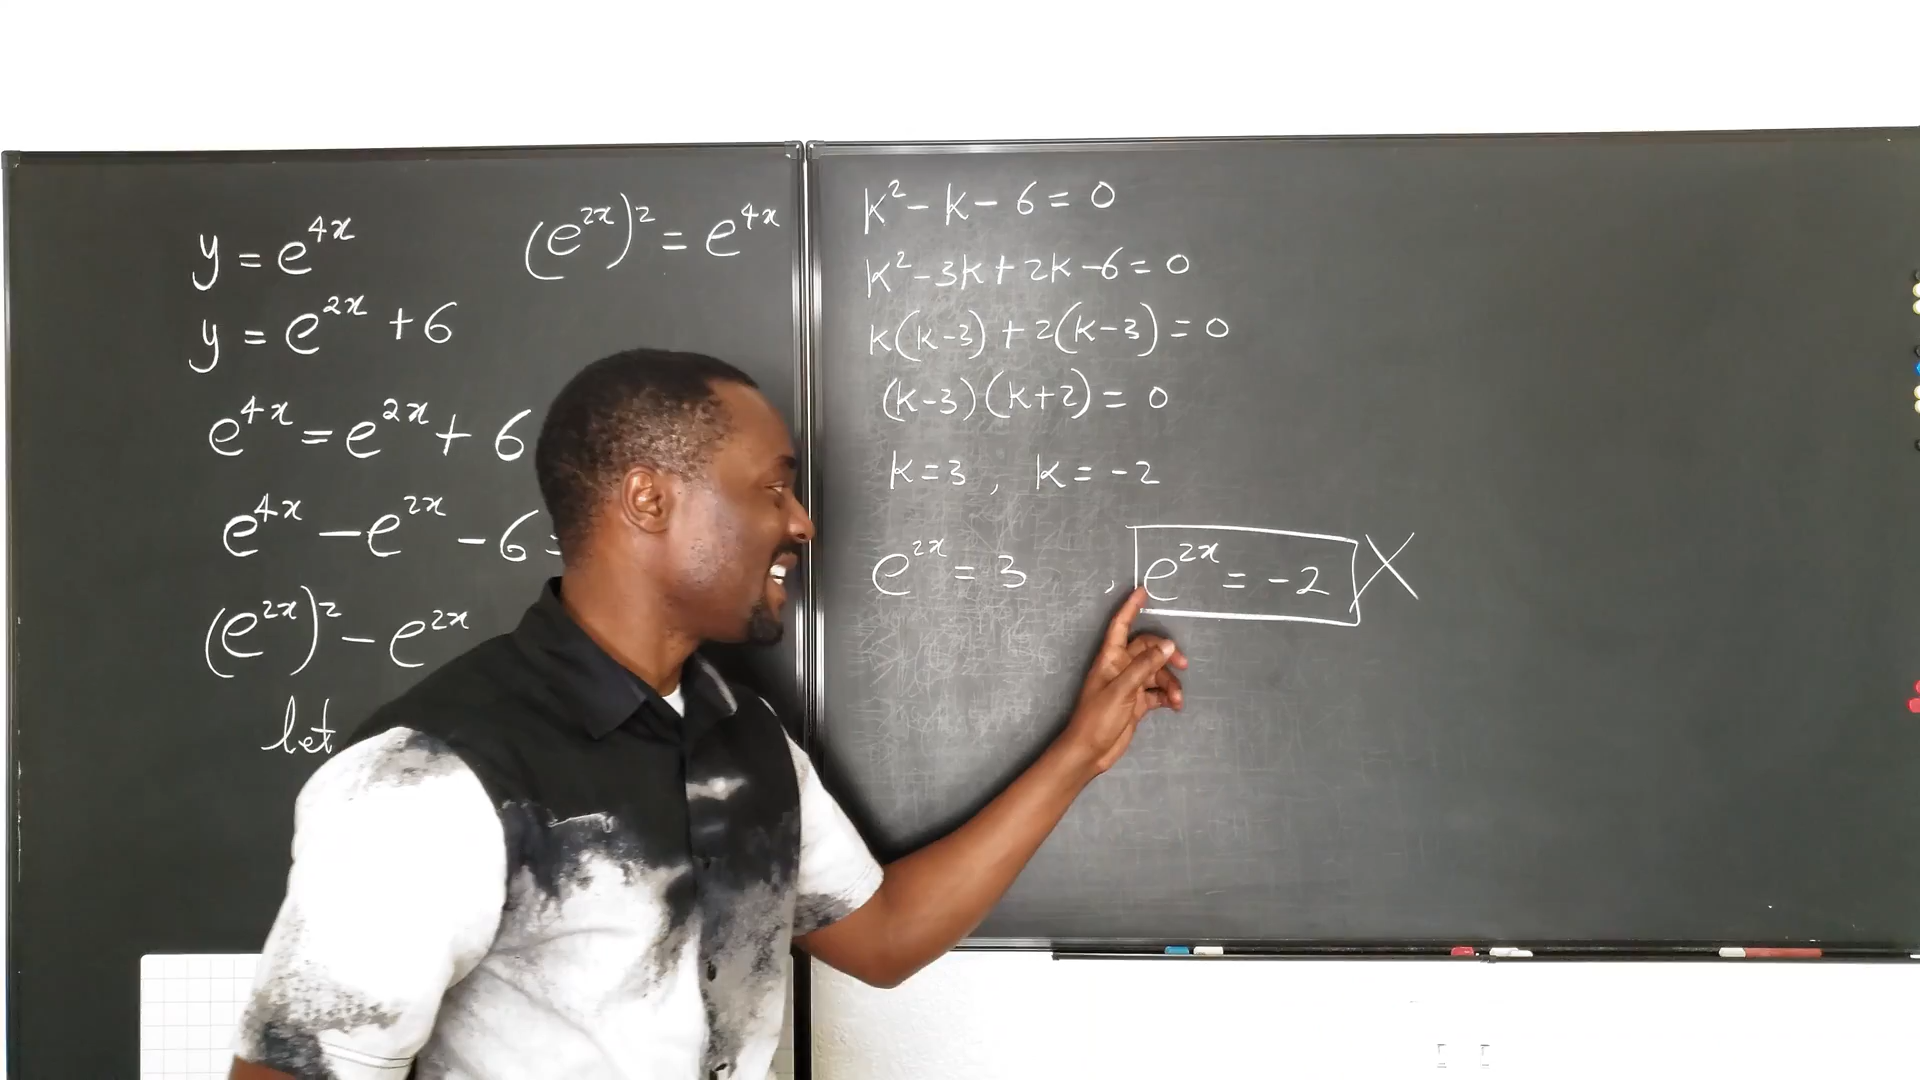 y = e^{4x}
(e^{2x})^2 = e^{4x}
y = e^{2x} + 6
e^{4x} = e^{2x} + 6
e^{4x} - e^{2x} - 6 =
(e^{2x})^2 - e^{2x}
let
k^2 - k - 6 = 0
k^2 - 3k + 2k - 6 = 0
k(k-3) + 2(k-3) = 0
(k-3)(k+2) = 0
k = 3 , k = -2
e^{2x} = 3 , e^{2x} = -2 X